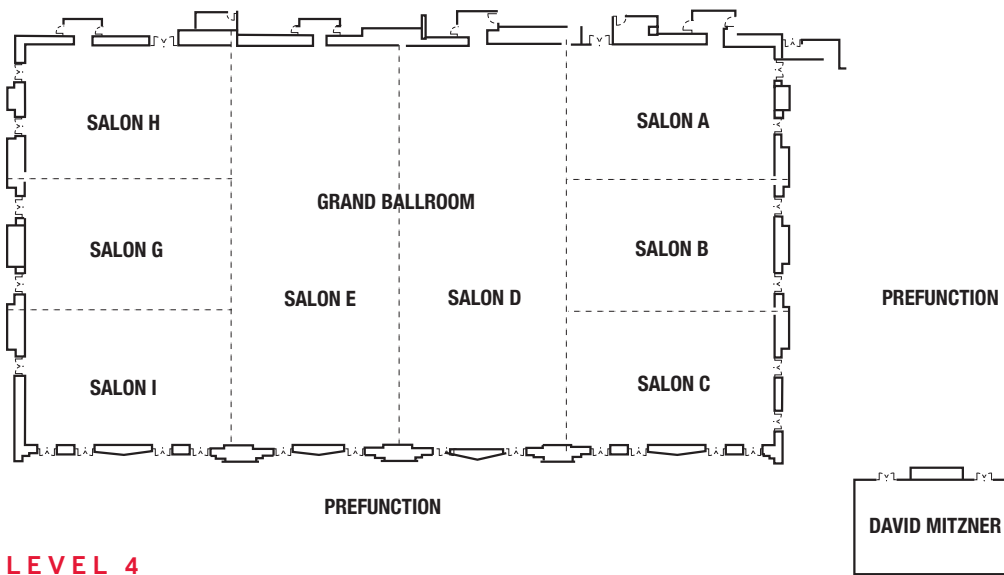 SALON H
SALON A
GRAND BALLROOM
SALON G
SALON B
SALON E
SALON D
PREFUNCTION
SALON I
SALON C
PREFUNCTION
DAVID MITZNER
LEVEL 4